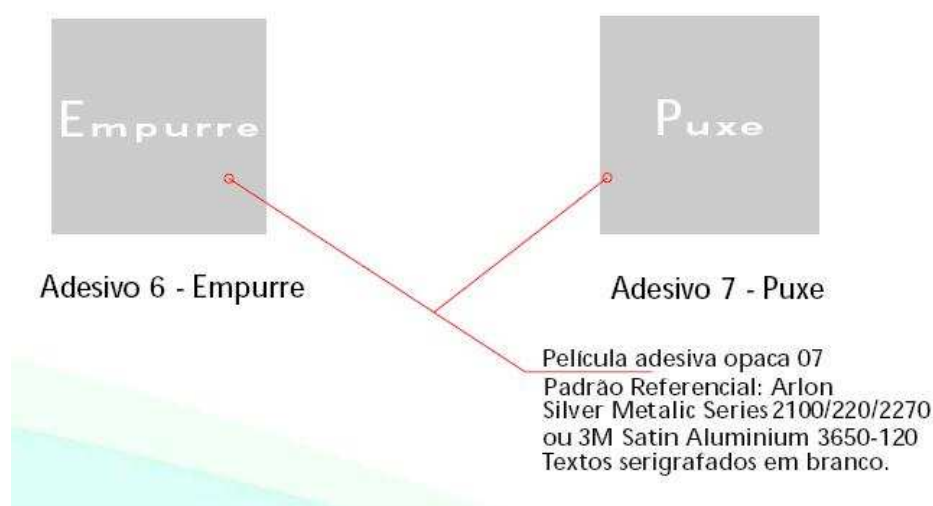 Empurre
Puxe
Adesivo 6 - Empurre
Adesivo 7 - Puxe
Película adesiva opaca 07
Padrão Referencial: Arlon
Silver Metalic Series 2100/220/2270
ou 3M Satin Aluminium 3650-120
Textos serigrafados em branco.